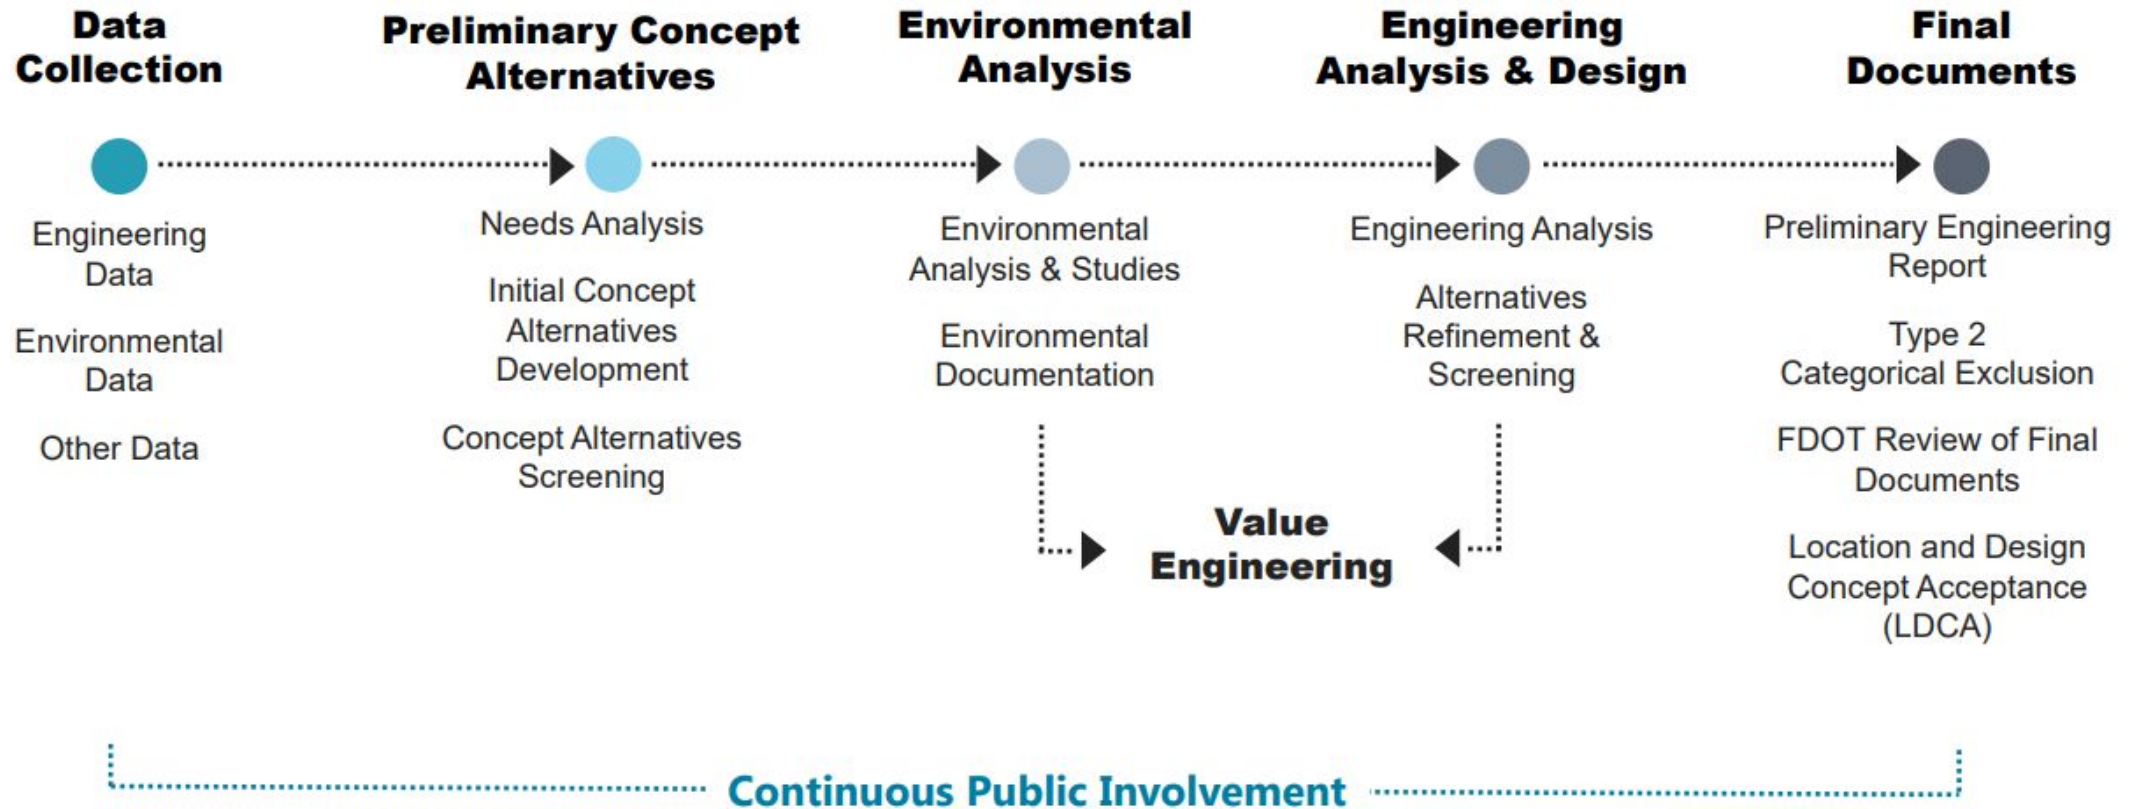 Data
Collection
Preliminary Concept
Alternatives
Environmental
Analysis
Engineering
Analysis & Design
Final
Documents
Engineering
Data
Environmental
Data
Other Data
Needs Analysis
Initial Concept
Alternatives
Development
Concept Alternatives
Screening
Environmental
Analysis & Studies
Environmental
Documentation
Engineering Analysis
Alternatives
Refinement &
Screening
Value
Engineering
Preliminary Engineering
Report
Type 2
Categorical Exclusion
FDOT Review of Final
Documents
Location and Design
Concept Acceptance
(LDCA)
Continuous Public Involvement